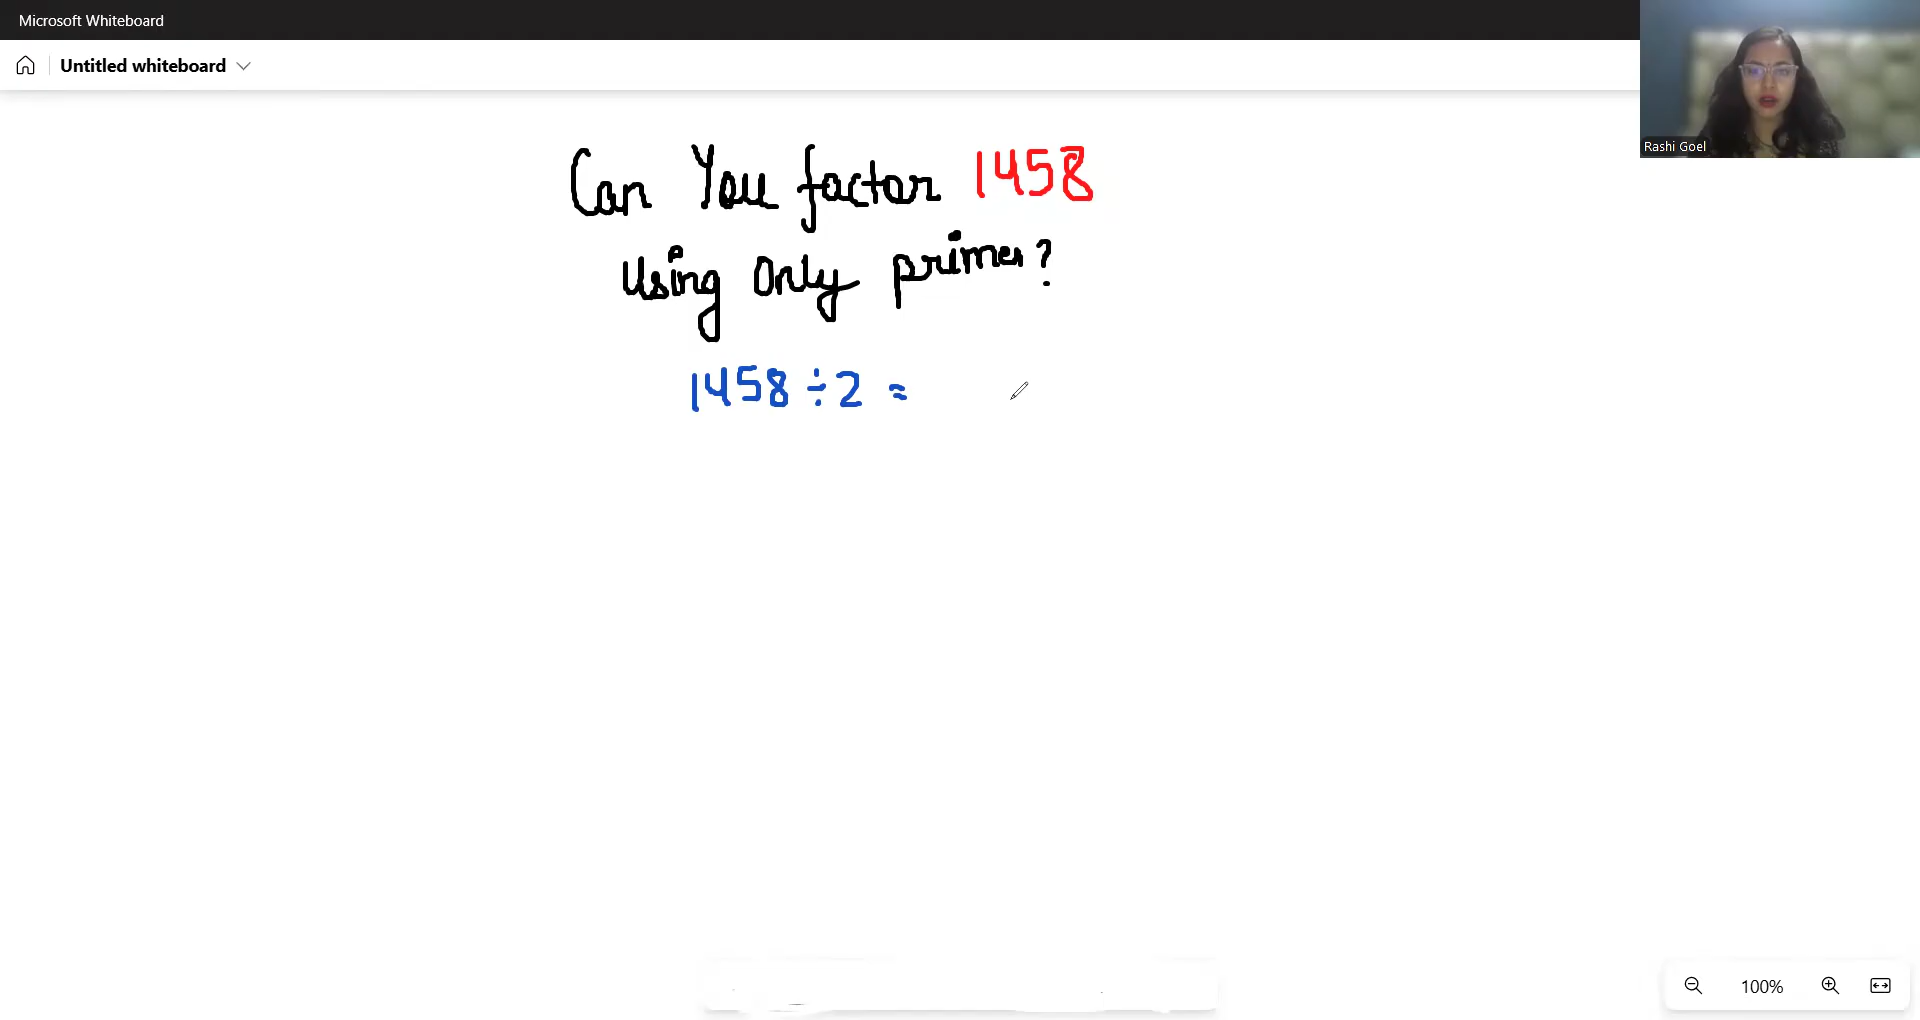 Microsoft Whiteboard
Untitled whiteboard
Rashi Goel
Can You factor 1458
Using Only primes?
1458 ÷ 2 =
100%